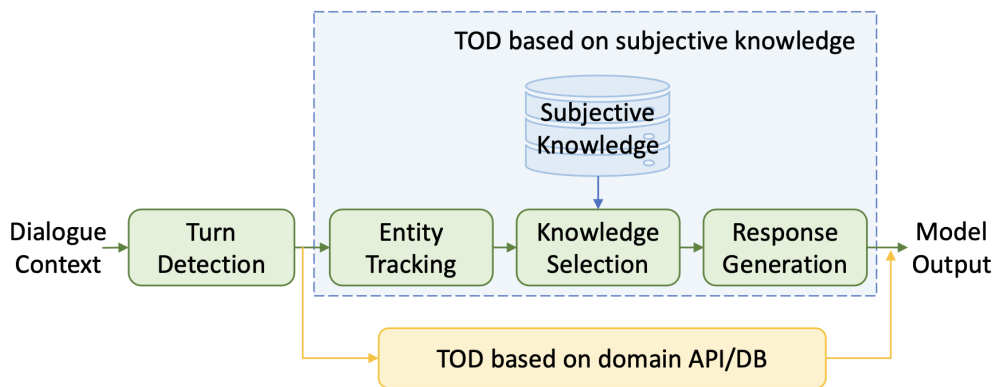 TOD based on subjective knowledge
Subjective
Knowledge
Dialogue
Context
Turn
Detection
Entity
Tracking
Knowledge
Selection
Response
Generation
Model
Output
TOD based on domain API/DB